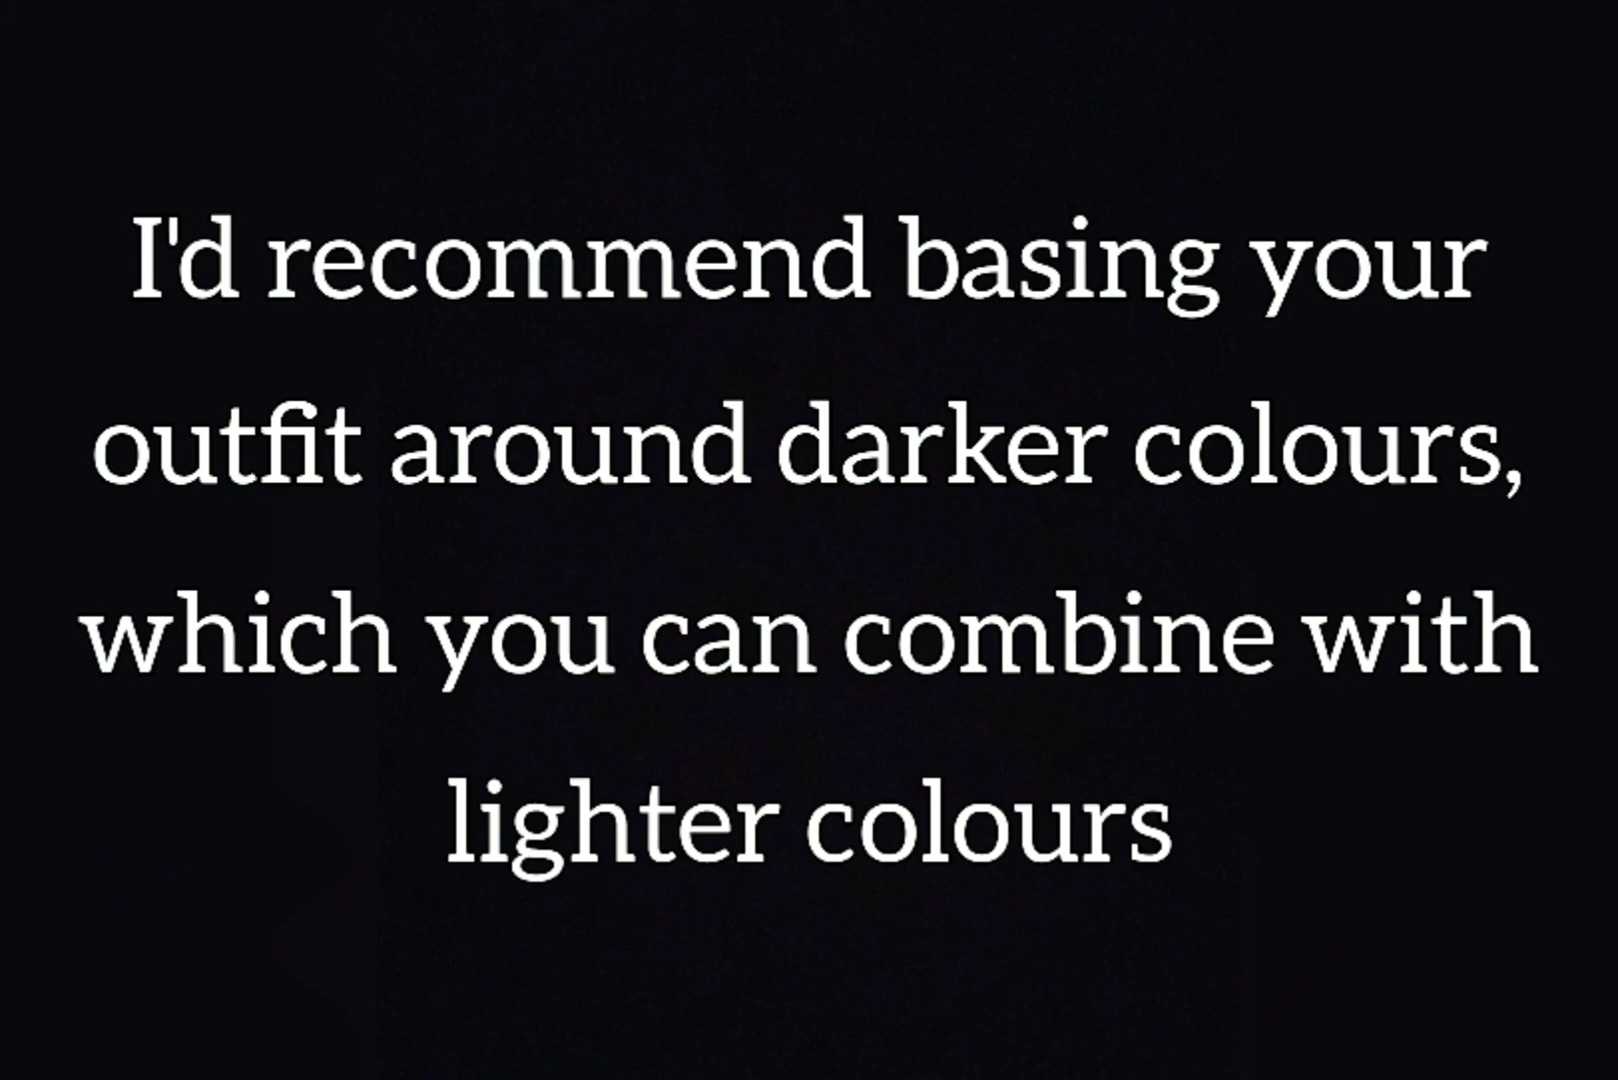 I'd recommend basing your
outfit around darker colours,
which you can combine with
lighter colours